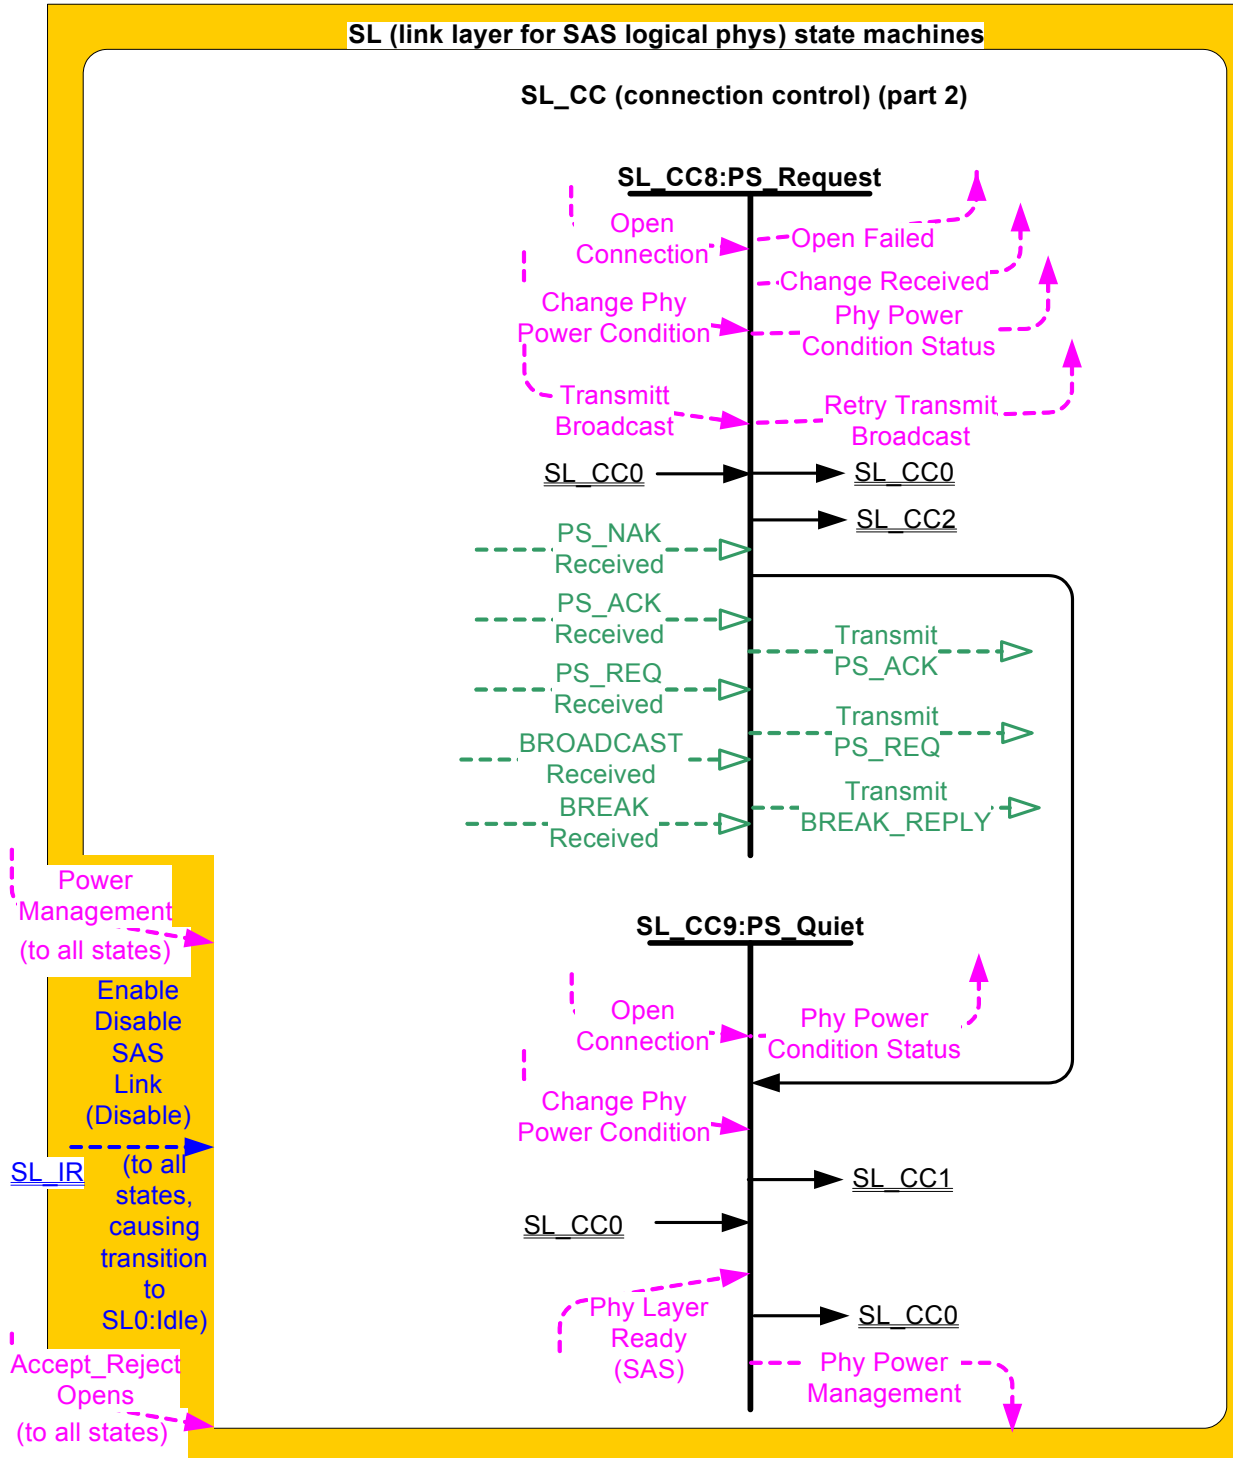 SL (link layer for SAS logical phys) state machines
SL_CC (connection control) (part 2)
SL_CC8:PS_Request
Open
Connection
Open Failed
Change Received
Change Phy
Power Condition
Phy Power
Condition Status
Transmitt
Broadcast
Retry Transmit
Broadcast
SL_CC0
SL_CC0
SL_CC2
PS_NAK
Received
PS_ACK
Received
Transmit
PS_ACK
PS_REQ
Received
Transmit
PS_REQ
BROADCAST
Received
Transmit
BREAK_REPLY
BREAK
Received
Power
Management
(to all states)
SL_CC9:PS_Quiet
Enable
Disable
SAS
Link
(Disable)
SL_IR
(to all
states,
causing
transition
to
SL0:Idle)
Open
Connection
Phy Power
Condition Status
Change Phy
Power Condition
SL_CC1
SL_CC0
Phy Layer
Ready
(SAS)
SL_CC0
Phy Power
Management
Accept_Reject
Opens
(to all states)